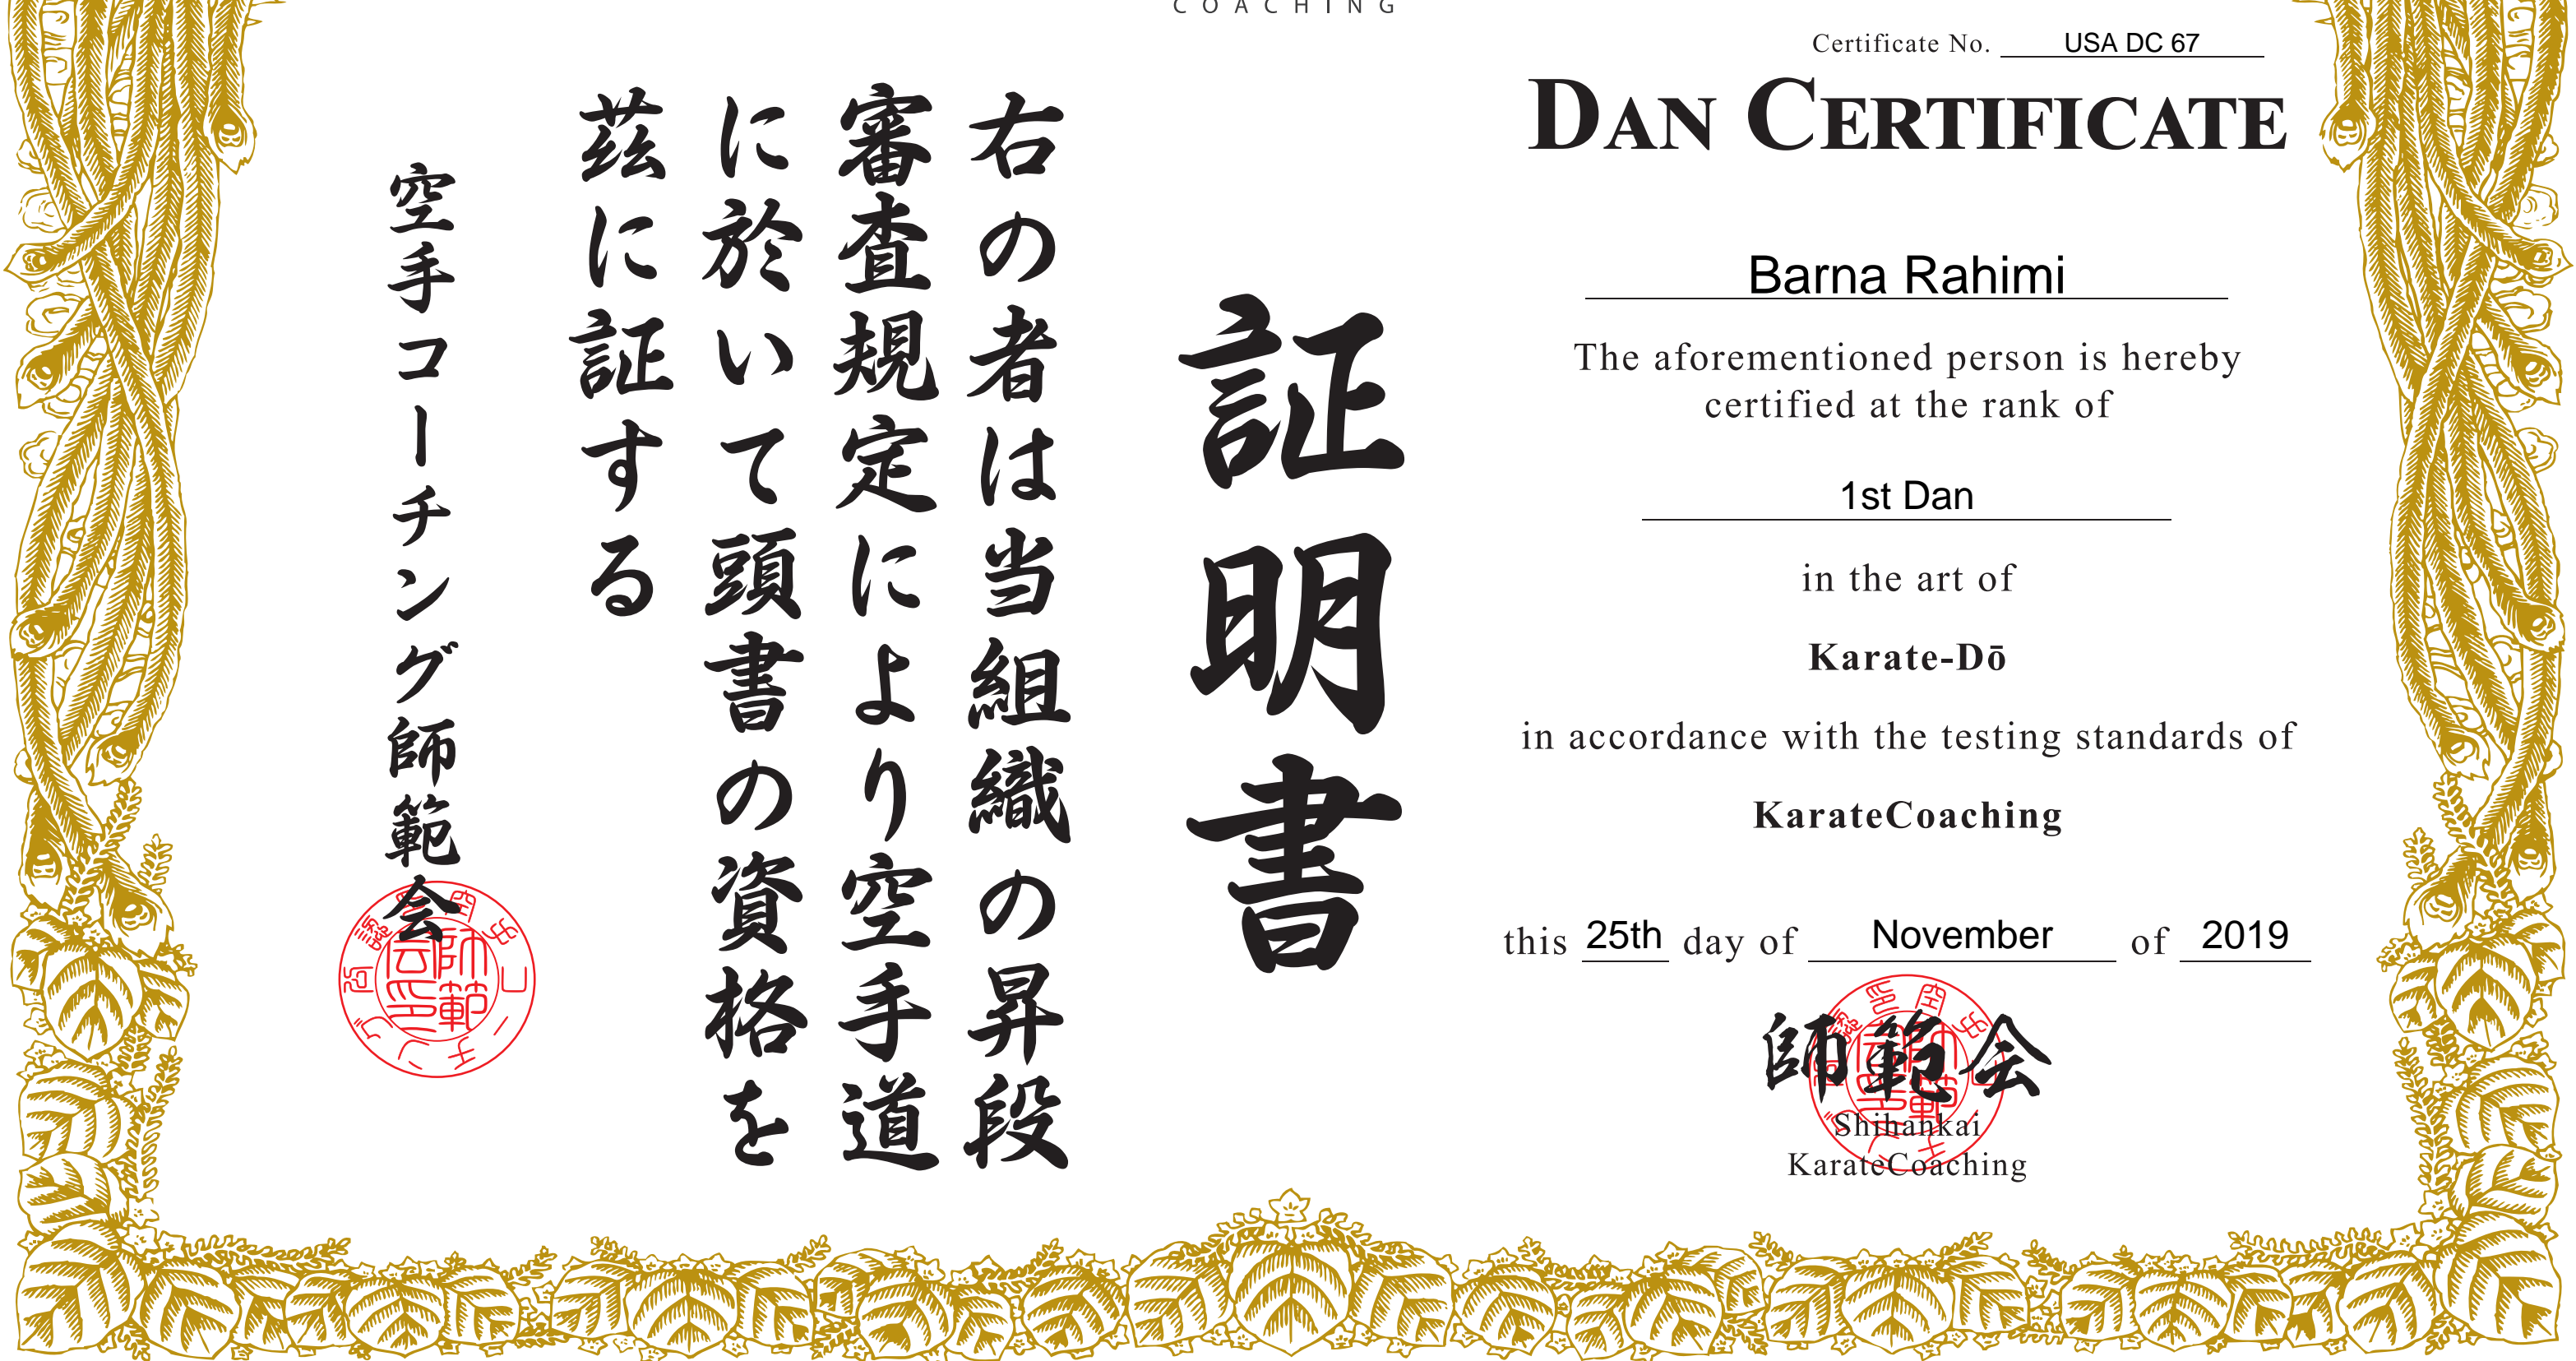 COACHING
Certificate No. USA DC 67
DAN CERTIFICATE
Barna Rahimi
The aforementioned person is hereby
certified at the rank of
1st Dan
in the art of
Karate-Dō
in accordance with the testing standards of
KarateCoaching
this 25th day of November of 2019
師範会
Shihankai
KarateCoaching
証明書
右の者は当組織の昇段
審査規定により空手道
に於いて頭書の資格を
茲に証する
空手コーチング師範会